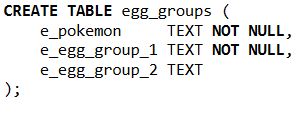 CREATE TABLE egg_groups (
    e_pokemon     TEXT NOT NULL,
    e_egg_group_1 TEXT NOT NULL,
    e_egg_group_2 TEXT
);